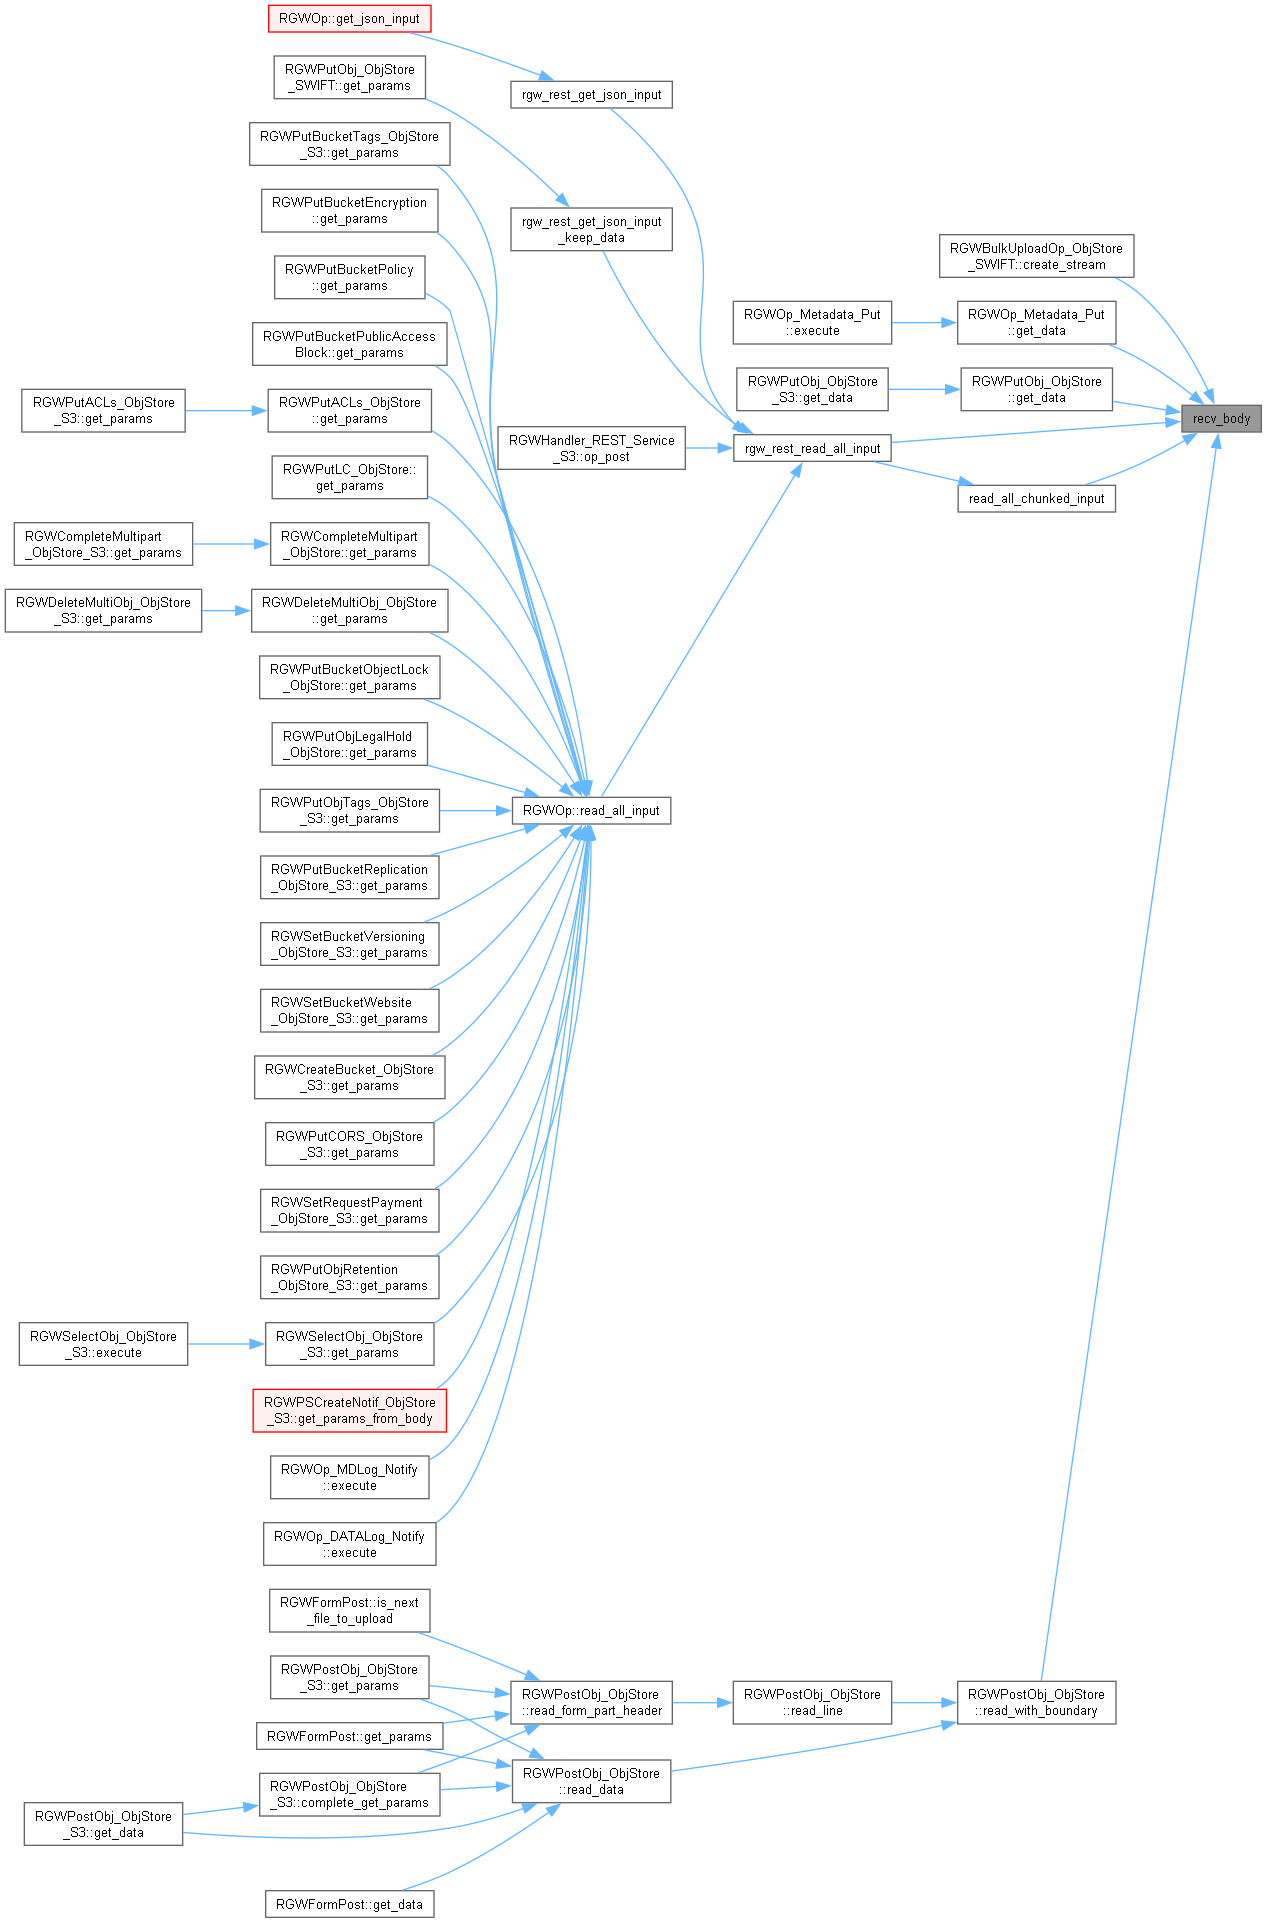 RGWOp::get_json_input
RGWPutObj_ObjStore
_SWIFT::get_params
rgw_rest_get_json_input
RGWPutBucketTags_ObjStore
_S3::get_params
RGWPutBucketEncryption
::get_params
rgw_rest_get_json_input
_keep_data
RGWBulkUploadOp_ObjStore
_SWIFT::create_stream
RGWPutBucketPolicy
::get_params
RGWOp_Metadata_Put
::execute
RGWOp_Metadata_Put
::get_data
RGWPutBucketPublicAccess
Block::get_params
RGWPutObj_ObjStore
_S3::get_data
RGWPutObj_ObjStore
::get_data
RGWPutACLs_ObjStore
_S3::get_params
RGWPutACLs_ObjStore
::get_params
recv_body
RGWHandler_REST_Service
_S3::op_post
rgw_rest_read_all_input
RGWPutLC_ObjStore::
get_params
read_all_chunked_input
RGWCompleteMultipart
_ObjStore_S3::get_params
RGWCompleteMultipart
_ObjStore::get_params
RGWDeleteMultiObj_ObjStore
_S3::get_params
RGWDeleteMultiObj_ObjStore
::get_params
RGWPutBucketObjectLock
_ObjStore::get_params
RGWPutObjLegalHold
_ObjStore::get_params
RGWPutObjTags_ObjStore
_S3::get_params
RGWOp::read_all_input
RGWPutBucketReplication
_ObjStore_S3::get_params
RGWSetBucketVersioning
_ObjStore_S3::get_params
RGWSetBucketWebsite
_ObjStore_S3::get_params
RGWCreateBucket_ObjStore
_S3::get_params
RGWPutCORS_ObjStore
_S3::get_params
RGWSetRequestPayment
_ObjStore_S3::get_params
RGWPutObjRetention
_ObjStore_S3::get_params
RGWSelectObj_ObjStore
_S3::execute
RGWSelectObj_ObjStore
_S3::get_params
RGWPSCreateNotif_ObjStore
_S3::get_params_from_body
RGWOp_MDLog_Notify
::execute
RGWOp_DATALog_Notify
::execute
RGWFormPost::is_next
_file_to_upload
RGWPostObj_ObjStore
_S3::get_params
RGWPostObj_ObjStore
::read_form_part_header
RGWPostObj_ObjStore
::read_line
RGWPostObj_ObjStore
::read_with_boundary
RGWFormPost::get_params
RGWPostObj_ObjStore
::read_data
RGWPostObj_ObjStore
_S3::complete_get_params
RGWPostObj_ObjStore
_S3::get_data
RGWFormPost::get_data